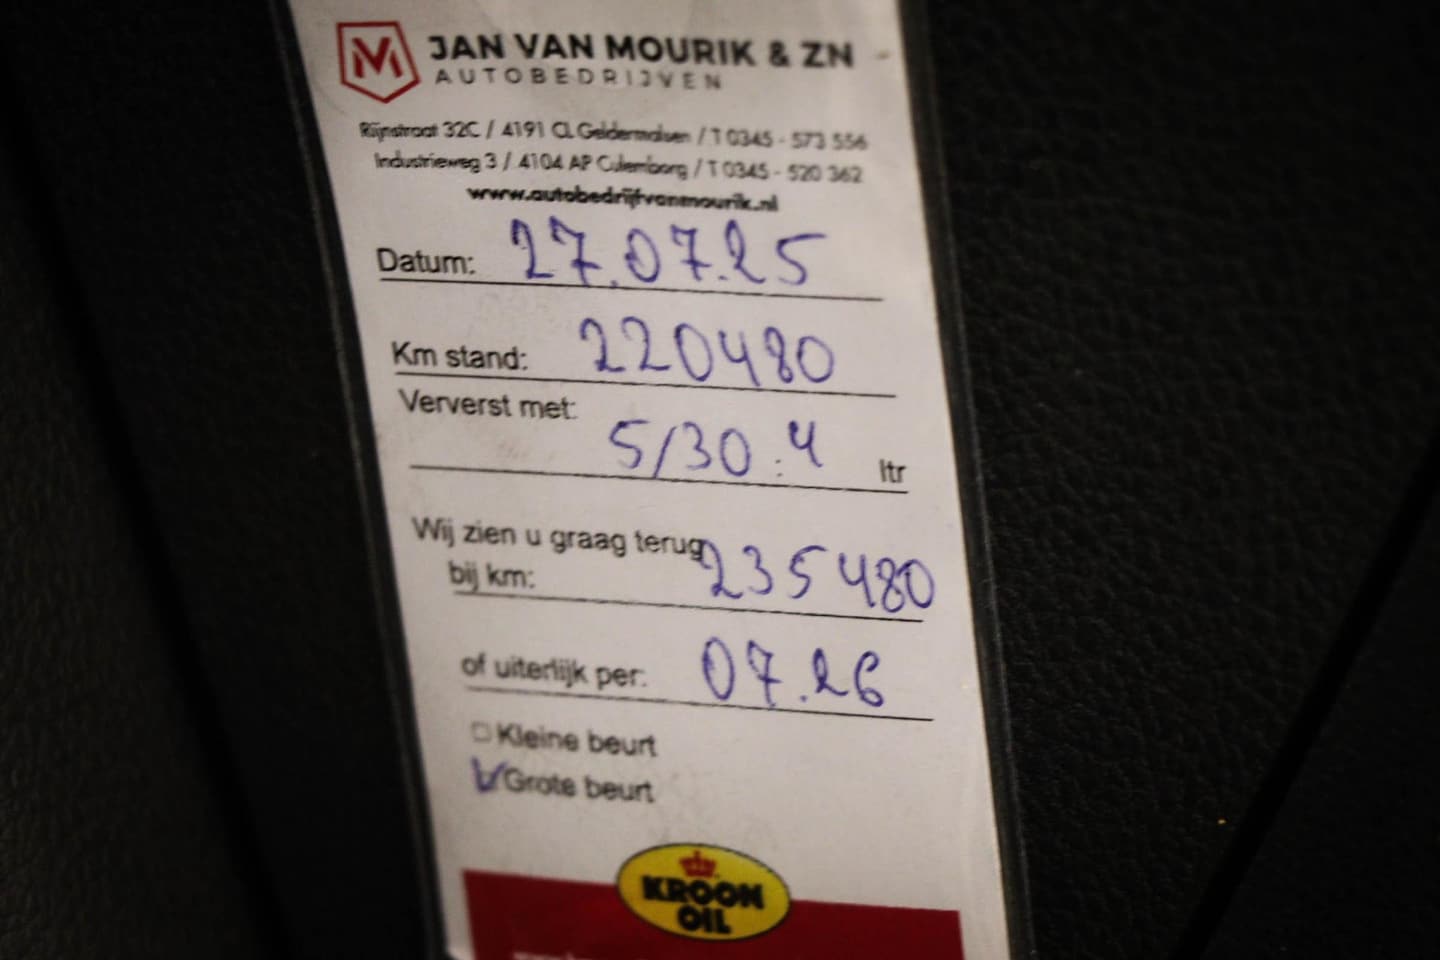 JAN VAN MOURIK & ZN
AUTOBEDRIJVEN
Rijnstraat 32C / 4191 CL Geldermalsen / T 0345 - 573 556
Industrieweg 3 / 4104 AP Culemborg / T 0345 - 520 362
www.autobedrijfvanmourik.nl
Datum: 27.07.25
Km stand: 220480
Ververst met:
5/30 : 4 ltr
Wij zien u graag terug
bij km: 235480
of uiterlijk per: 07.26
Kleine beurt
Grote beurt
KROON
OIL